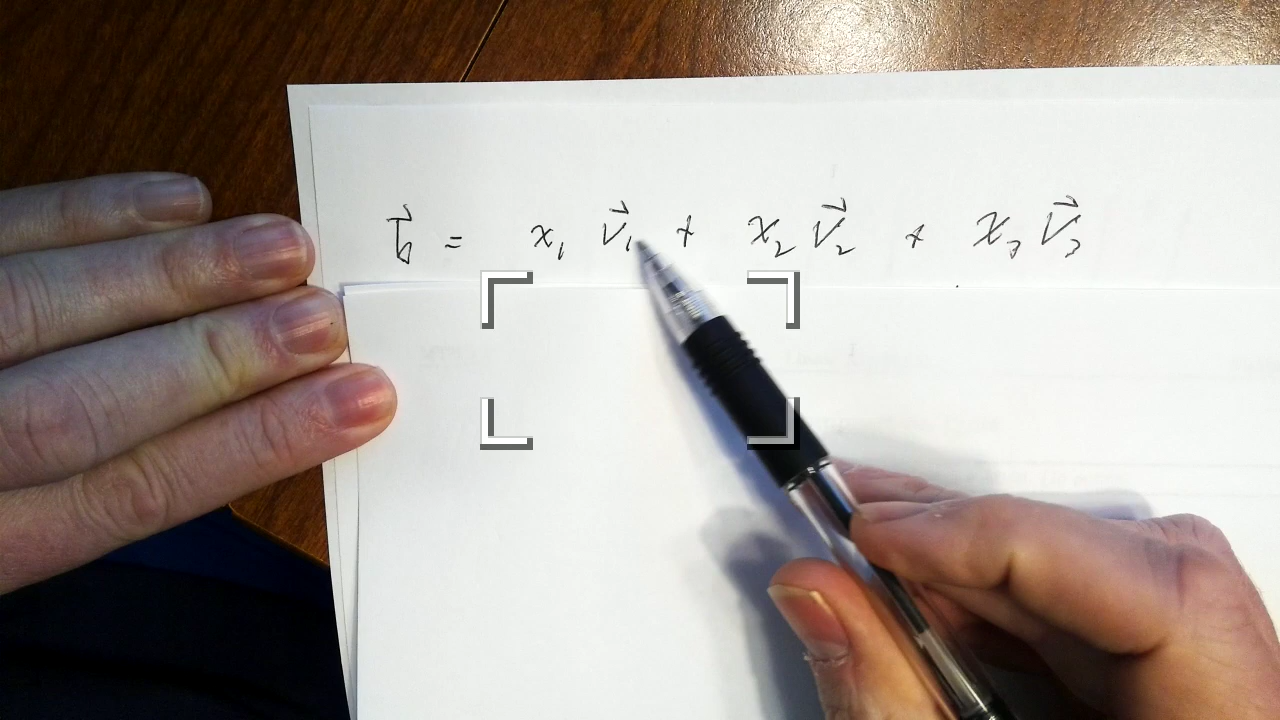 b⃗ = x₁ v⃗₁ + x₂ v⃗₂ + x₃ v⃗₃